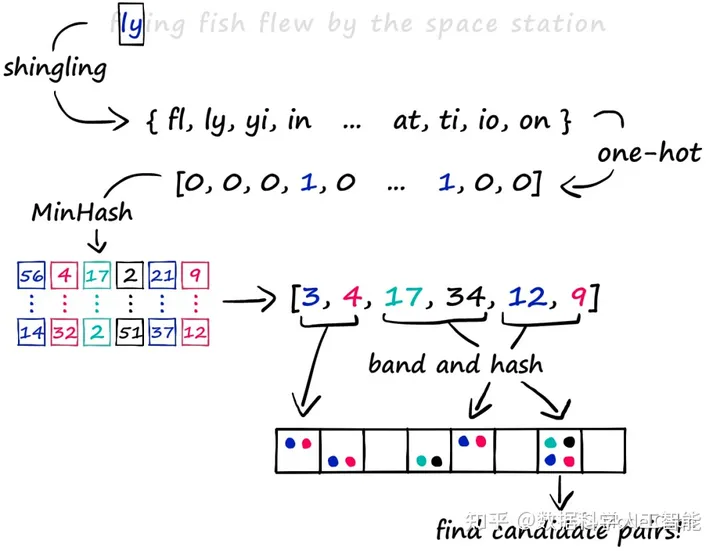 flying fish flew by the space station
shingling
{ fl, ly, yi, in ... at, ti, io, on }
one-hot
[0, 0, 0, 1, 0 ... 1, 0, 0]
MinHash
56 4 17 2 21 9
14 32 2 51 37 12
[3, 4, 17, 34, 12, 9]
band and hash
find candidate pairs!
知乎 @数据科学人工智能